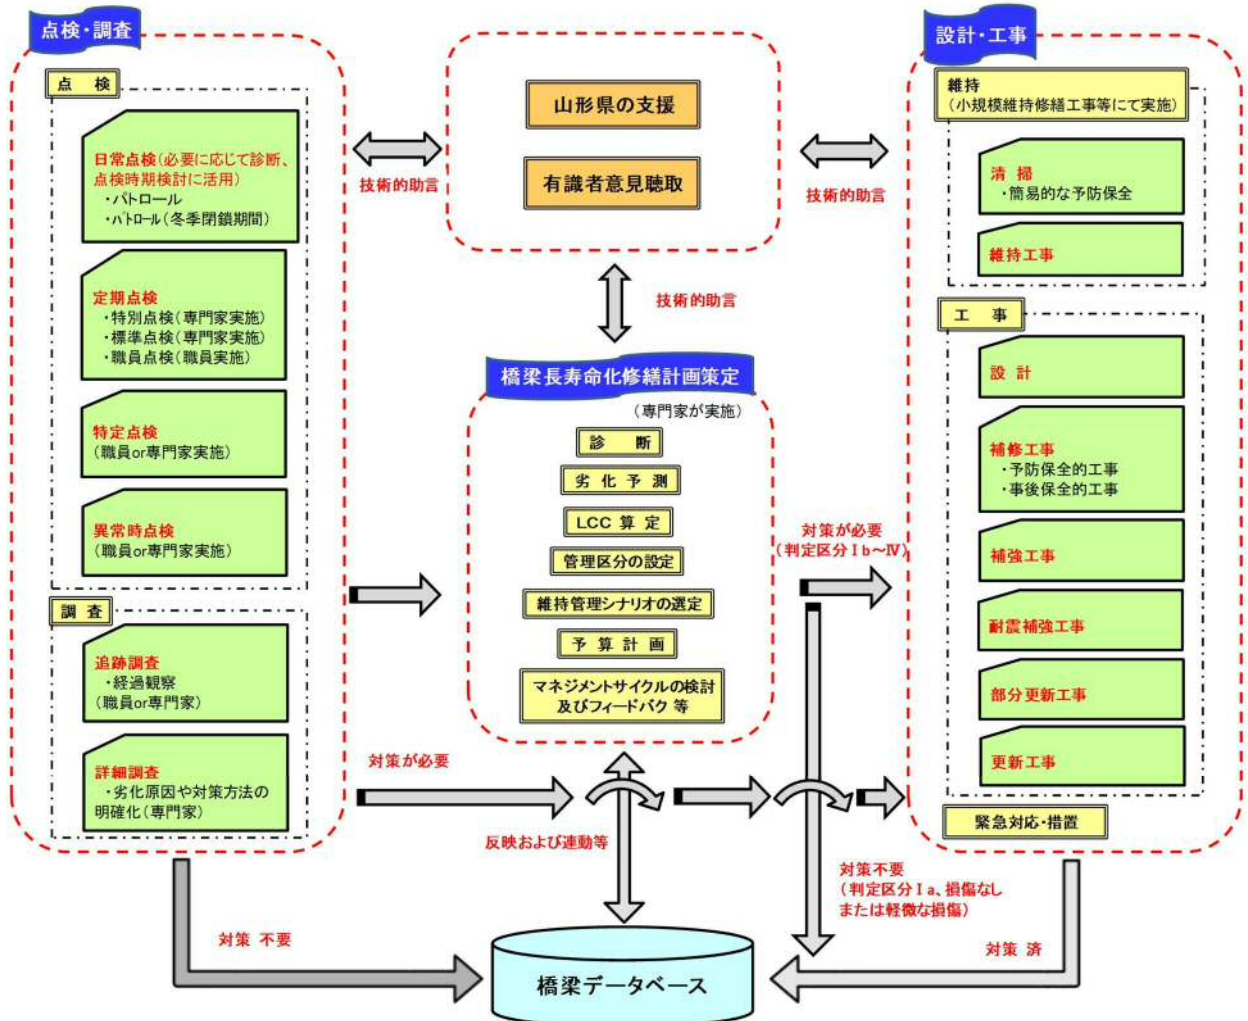 点検・調査
点 検
日常点検(必要に応じて診断、
点検時期検討に活用)
・パトロール
・パトロール(冬季閉鎖期間)
定期点検
・特別点検(専門家実施)
・標準点検(専門家実施)
・職員点検(職員実施)
特定点検
(職員or専門家実施)
異常時点検
(職員or専門家実施)
調 査
追跡調査
・経過観察
(職員or専門家)
詳細調査
・劣化原因や対策方法の
明確化(専門家)
山形県の支援
有識者意見聴取
技術的助言
技術的助言
技術的助言
橋梁長寿命化修繕計画策定
(専門家が実施)
診 断
劣 化 予 測
LCC 算 定
管理区分の設定
維持管理シナリオの選定
予 算 計 画
マネジメントサイクルの検討
及びフィードバク 等
対策が必要
(判定区分Ⅰb～Ⅳ)
対策が必要
反映および連動等
対策不要
(判定区分Ⅰa、損傷なし
または軽微な損傷)
対策 不要
対策 済
橋梁データベース
設計・工事
維持
(小規模維持修繕工事等にて実施)
清 掃
・簡易的な予防保全
維持工事
工 事
設 計
補修工事
・予防保全的工事
・事後保全的工事
補強工事
耐震補強工事
部分更新工事
更新工事
緊急対応・措置